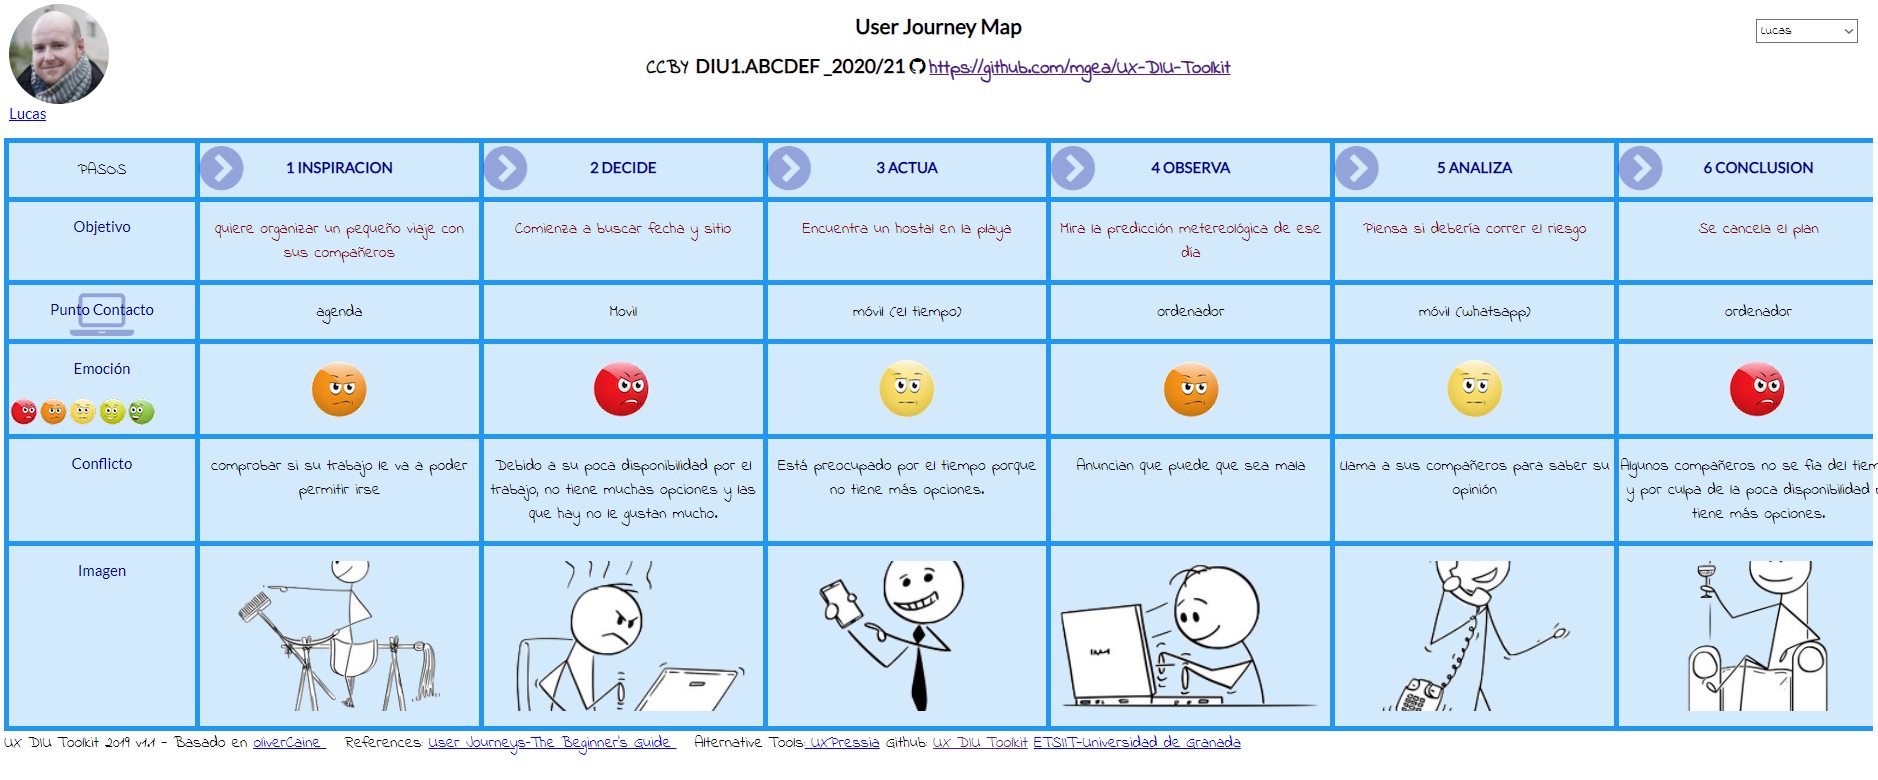 User Journey Map
Lucas
CCBY DIU1.ABCDEF_2020/21 https://github.com/mgea/UX-DIU-Toolkit
Lucas
PASOS
1 INSPIRACION
2 DECIDE
3 ACTUA
4 OBSERVA
5 ANALIZA
6 CONCLUSION
Objetivo
quiere organizar un pequeño viaje con
sus compañeros
Comienza a buscar fecha y sitio
Encuentra un hostal en la playa
Mira la predicción metereológica de ese
día
Piensa si debería correr el riesgo
Se cancela el plan
Punto Contacto
agenda
Movil
móvil (el tiempo)
ordenador
móvil (whatsapp)
ordenador
Emoción
Conflicto
comprobar si su trabajo le va a poder
permitir irse
Debido a su poca disponibilidad por el
trabajo, no tiene muchas opciones y las
que hay no le gustan mucho.
Está preocupado por el tiempo porque
no tiene más opciones.
Anuncian que puede que sea mala
Llama a sus compañeros para saber su
opinión
Algunos compañeros no se fía del tiem
y por culpa de la poca disponibilidad
tiene más opciones.
Imagen
UX DIU Toolkit 2019 v1.1 - Basado en oliverCaine References: User Journeys-The Beginner's Guide Alternative Tools: UXPressia Github: UX DIU Toolkit ETSIIT-Universidad de Granada